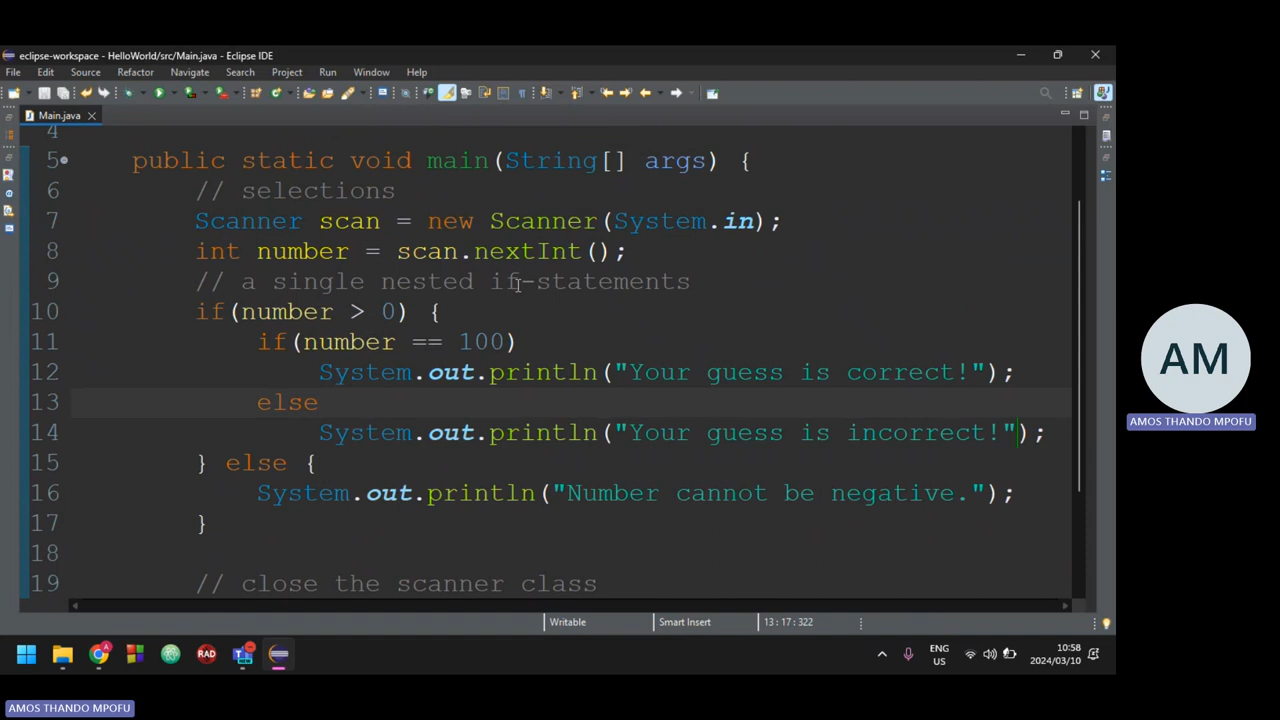 eclipse-workspace - HelloWorld/src/Main.java - Eclipse IDE
File Edit Source Refactor Navigate Search Project Run Window Help
Main.java
4
5 public static void main(String[] args) {
6 // selections
7 Scanner scan = new Scanner(System.in);
8 int number = scan.nextInt();
9 // a single nested if-statements
10 if(number > 0) {
11 if(number == 100)
12 System.out.println("Your guess is correct!");
13 else
14 System.out.println("Your guess is incorrect!");
15 } else {
16 System.out.println("Number cannot be negative.");
17 }
18
19 // close the scanner class
Writable Smart Insert 13 : 17 : 322
RAD
ENG
US
10:58
2024/03/10
AM
AMOS THANDO MPOFU
AMOS THANDO MPOFU